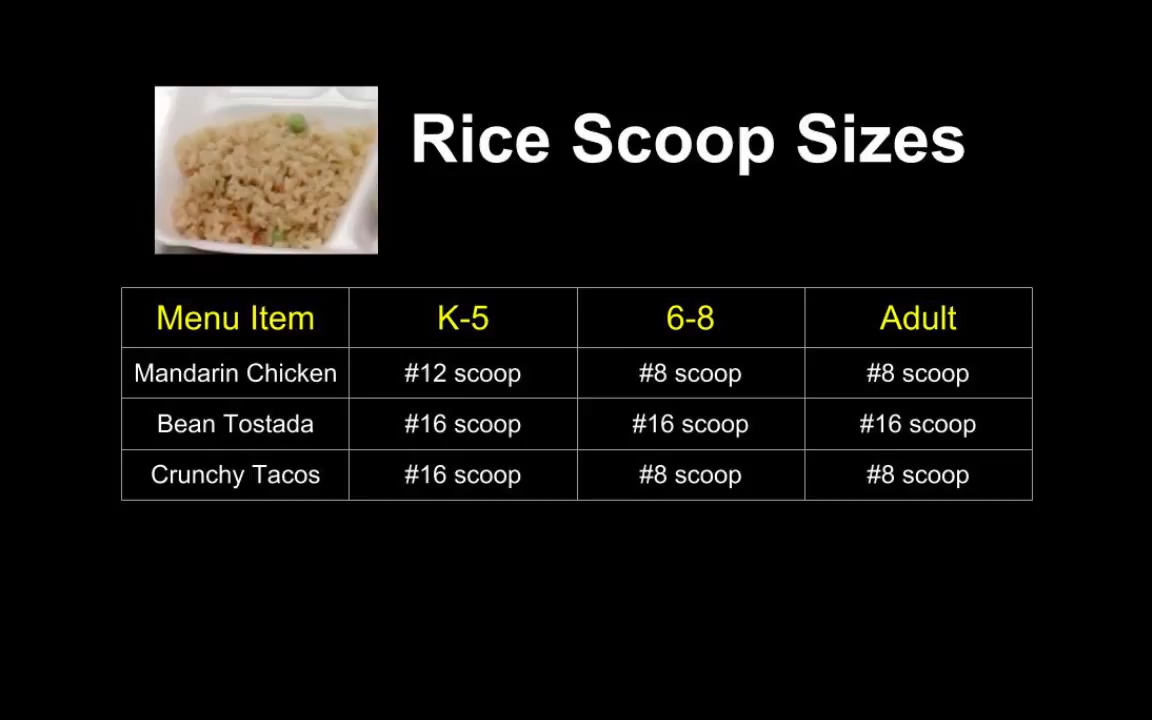 Rice Scoop Sizes
Menu Item K-5 6-8 Adult
Mandarin Chicken #12 scoop #8 scoop #8 scoop
Bean Tostada #16 scoop #16 scoop #16 scoop
Crunchy Tacos #16 scoop #8 scoop #8 scoop